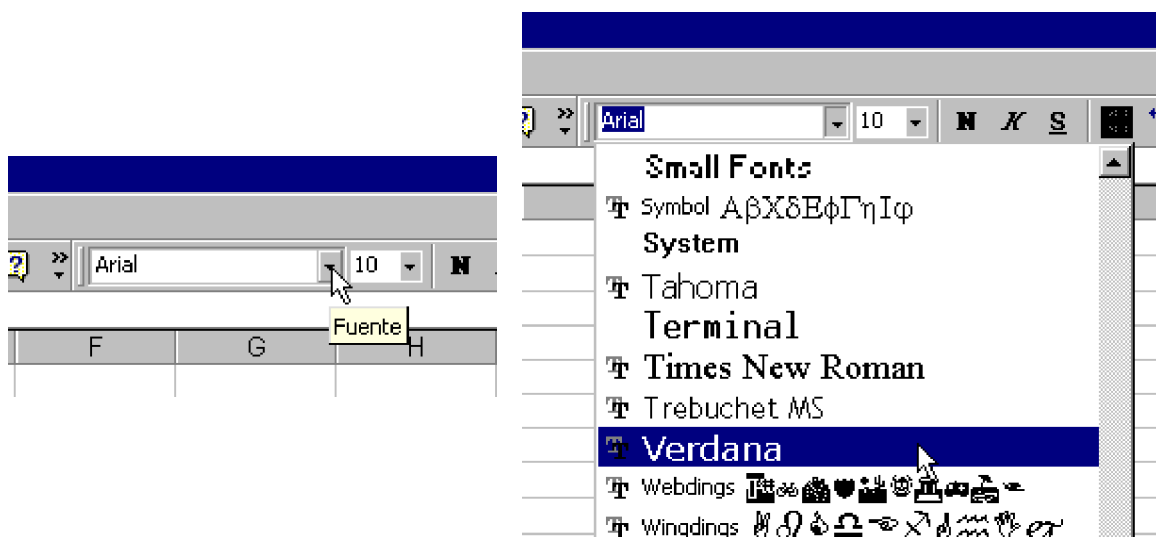 Arial 10 N
Fuente
F G H
Arial 10 N K S
Small Fonts
Symbol ΑβΧδΕφΓηΙφ
System
Tahoma
Terminal
Times New Roman
Trebuchet MS
Verdana
Webdings
Wingdings